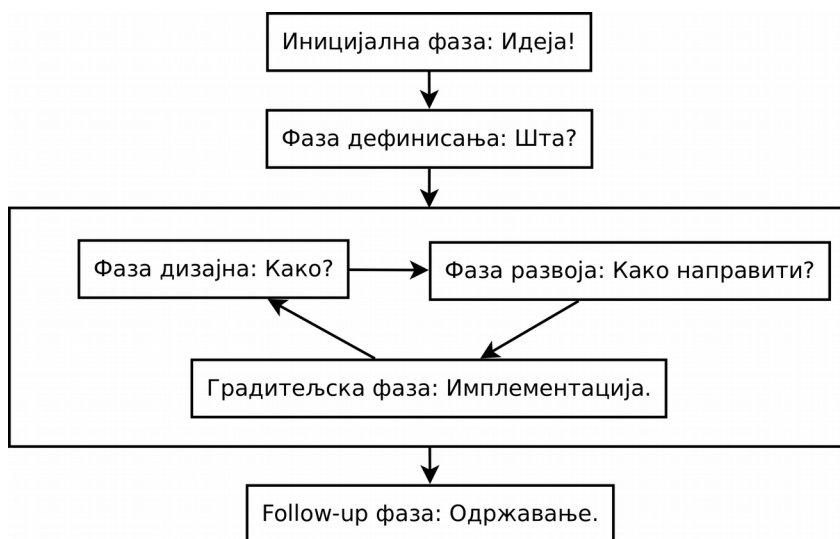 Иницијална фаза: Идеја!
Фаза дефинисања: Шта?
Фаза дизајна: Како?
Фаза развоја: Како направити?
Градитељска фаза: Имплементација.
Follow-up фаза: Одржавање.